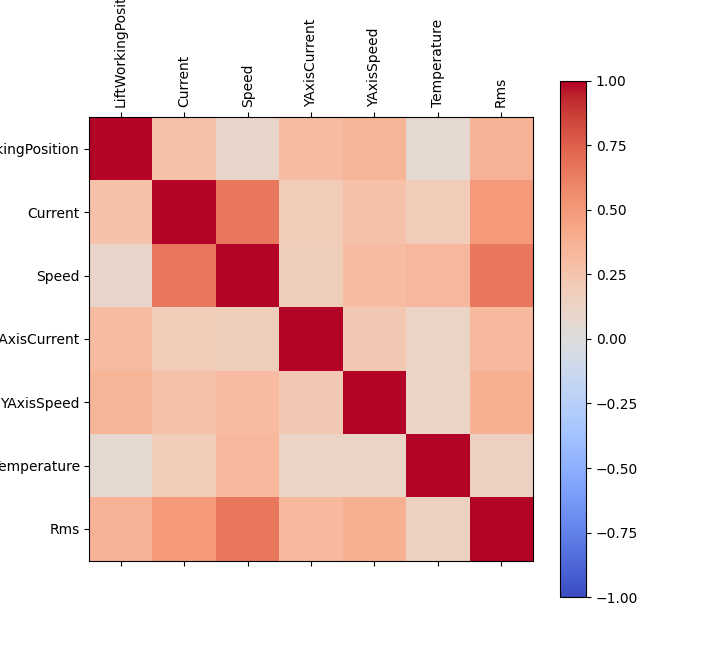 LiftWorkingPosit
Current
Speed
YAxisCurrent
YAxisSpeed
Temperature
Rms
kingPosition
Current
Speed
AxisCurrent
YAxisSpeed
emperature
Rms
1.00
0.75
0.50
0.25
0.00
−0.25
−0.50
−0.75
−1.00